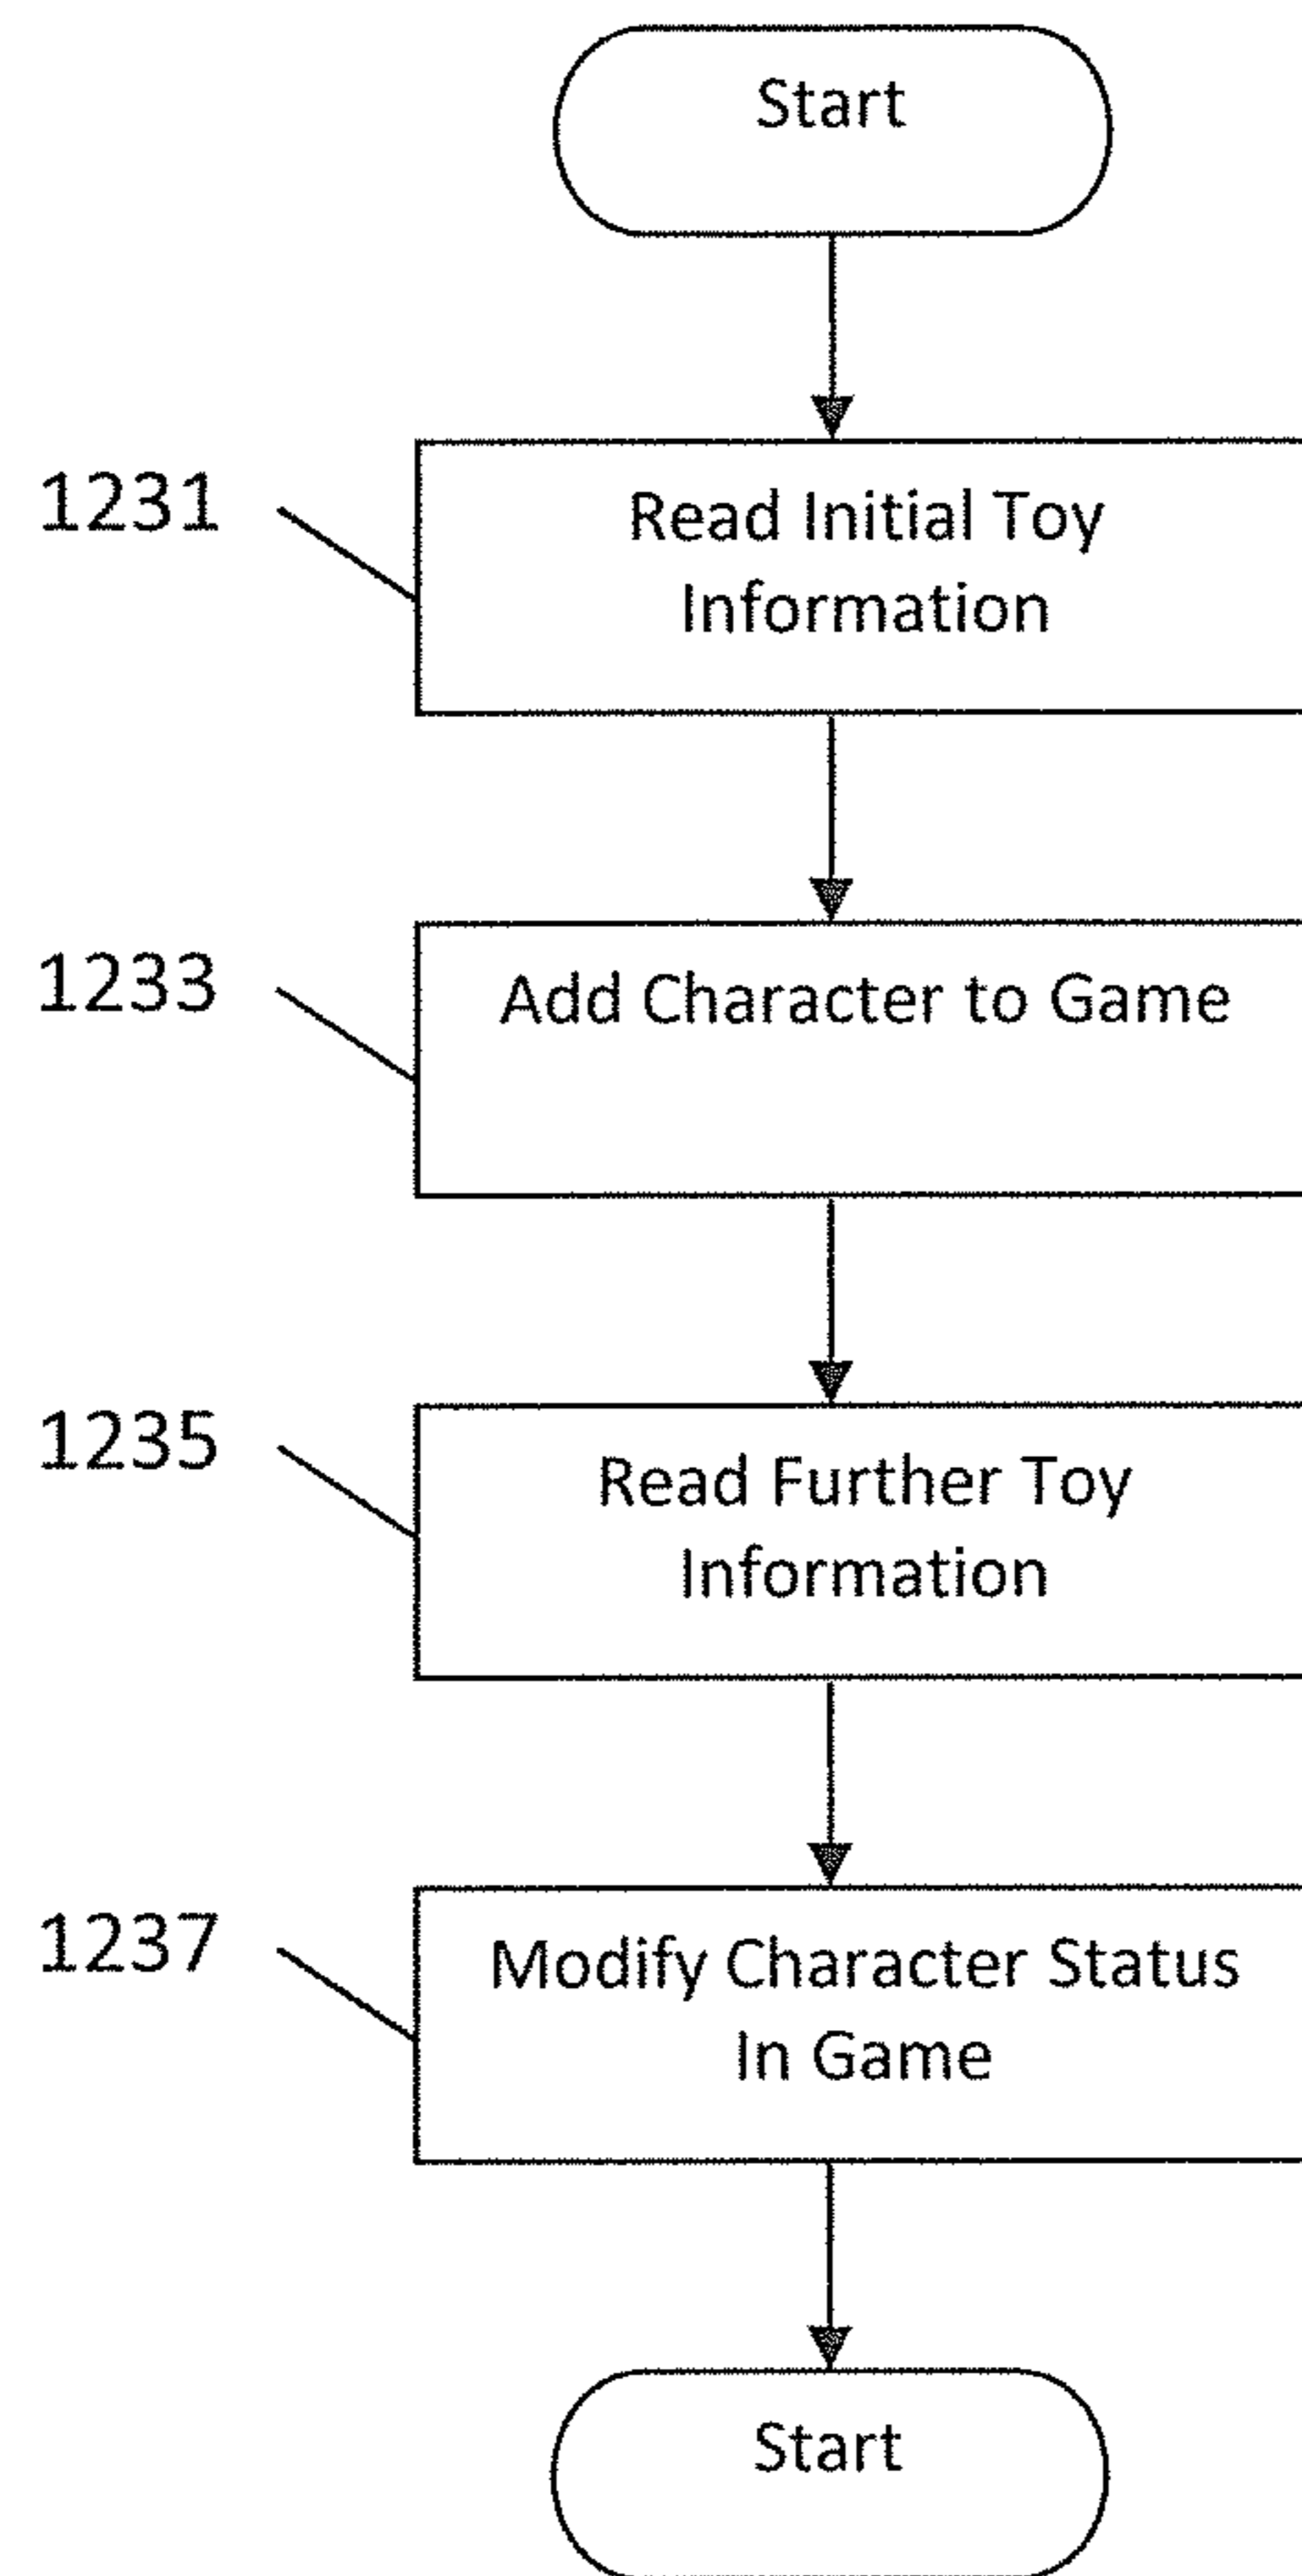 Start
1231
Read Initial Toy
Information
1233
Add Character to Game
1235
Read Further Toy
Information
1237
Modify Character Status
In Game
Start